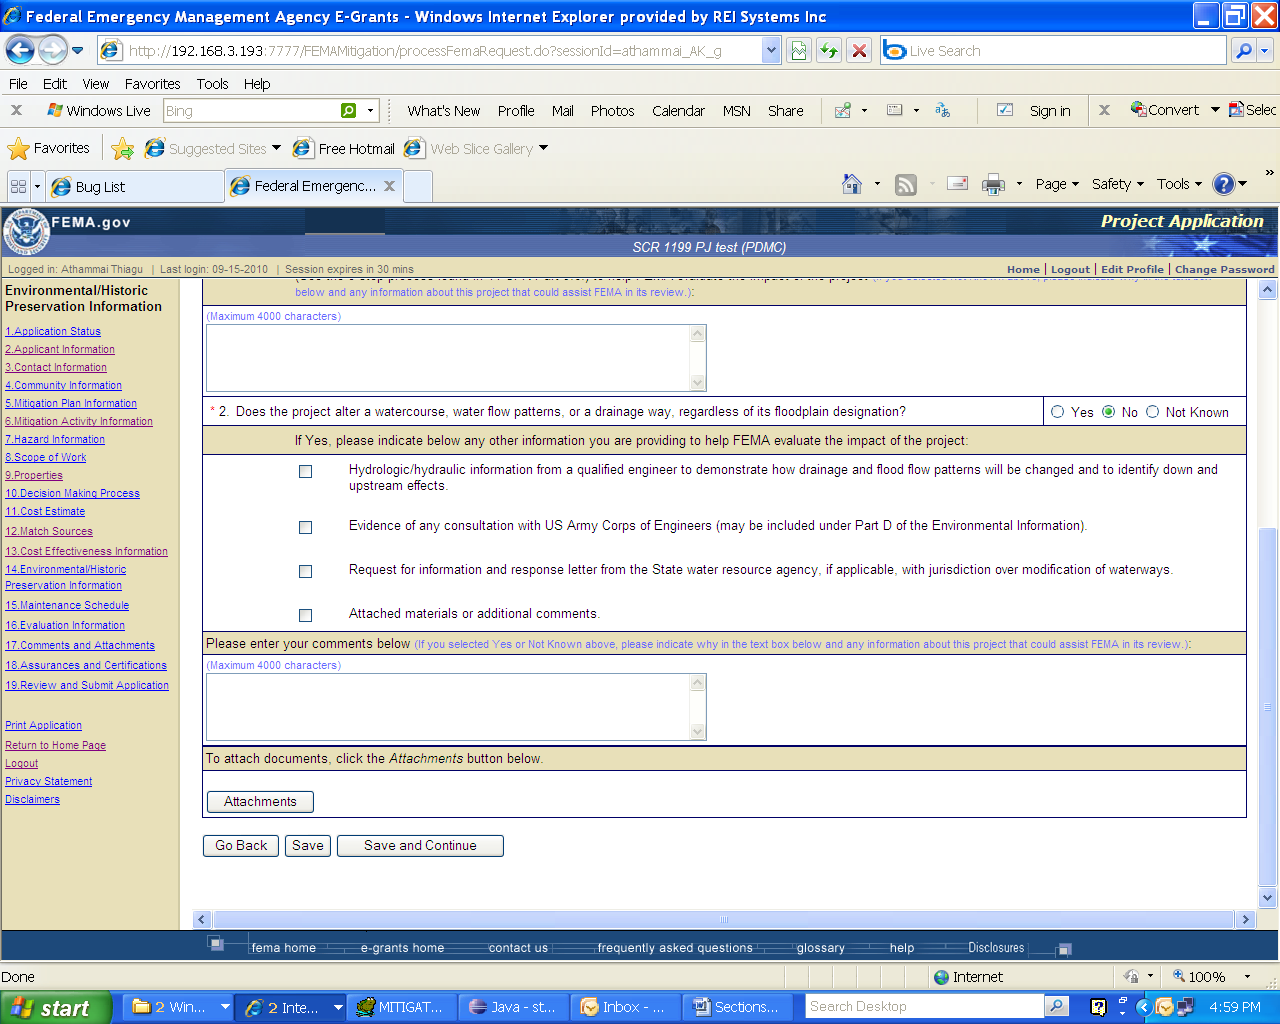 Federal Emergency Management Agency E-Grants - Windows Internet Explorer provided by REI Systems Inc
http://192.168.3.193:7777/FEMAMitigation/processFemaRequest.do?sessionId=athammai_AK_g
Live Search
File Edit View Favorites Tools Help
Windows Live Bing What's New Profile Mail Photos Calendar MSN Share Sign in Convert Selec
Favorites Suggested Sites Free Hotmail Web Slice Gallery
Bug List Federal Emergenc... Page Safety Tools
FEMA.gov Project Application
SCR 1199 PJ test (PDMC)
Logged in: Athammai Thiagu | Last login: 09-15-2010 | Session expires in 30 mins Home | Logout | Edit Profile | Change Password
Environmental/Historic
Preservation Information
1.Application Status
2.Applicant Information
3.Contact Information
4.Community Information
5.Mitigation Plan Information
6.Mitigation Activity Information
7.Hazard Information
8.Scope of Work
9.Properties
10.Decision Making Process
11.Cost Estimate
12.Match Sources
13.Cost Effectiveness Information
14.Environmental/Historic
Preservation Information
15.Maintenance Schedule
16.Evaluation Information
17.Comments and Attachments
18.Assurances and Certifications
19.Review and Submit Application
Print Application
Return to Home Page
Logout
Privacy Statement
Disclaimers
below and any information about this project that could assist FEMA in its review.):
(Maximum 4000 characters)
* 2. Does the project alter a watercourse, water flow patterns, or a drainage way, regardless of its floodplain designation? Yes No Not Known
If Yes, please indicate below any other information you are providing to help FEMA evaluate the impact of the project:
Hydrologic/hydraulic information from a qualified engineer to demonstrate how drainage and flood flow patterns will be changed and to identify down and
upstream effects.
Evidence of any consultation with US Army Corps of Engineers (may be included under Part D of the Environmental Information).
Request for information and response letter from the State water resource agency, if applicable, with jurisdiction over modification of waterways.
Attached materials or additional comments.
Please enter your comments below (If you selected Yes or Not Known above, please indicate why in the text box below and any information about this project that could assist FEMA in its review.):
(Maximum 4000 characters)
To attach documents, click the Attachments button below.
Attachments
Go Back Save Save and Continue
fema home e-grants home contact us frequently asked questions glossary help Disclosures
Done Internet 100%
start 2 Win... 2 Inte... MITIGAT... Java - st... Inbox - ... Sections... Search Desktop 4:59 PM